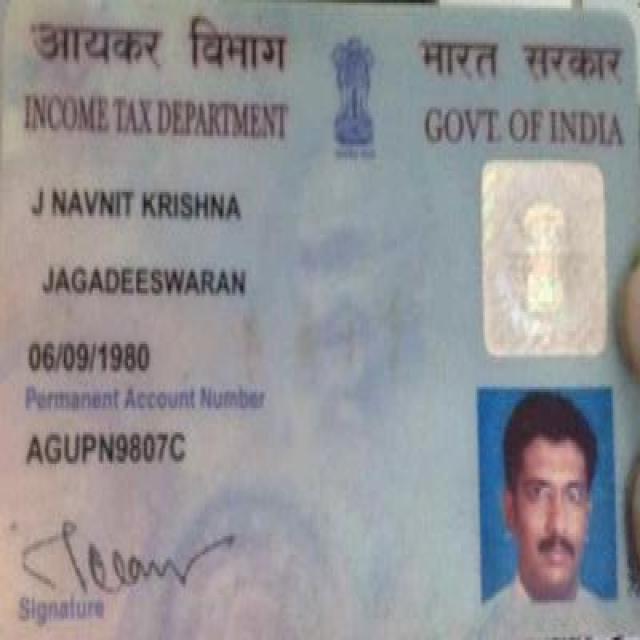 आयकर विभाग
INCOME TAX DEPARTMENT
भारत सरकार
GOVT. OF INDIA
J NAVNIT KRISHNA
JAGADEESWARAN
06/09/1980
Permanent Account Number
AGUPN9807C
Signature